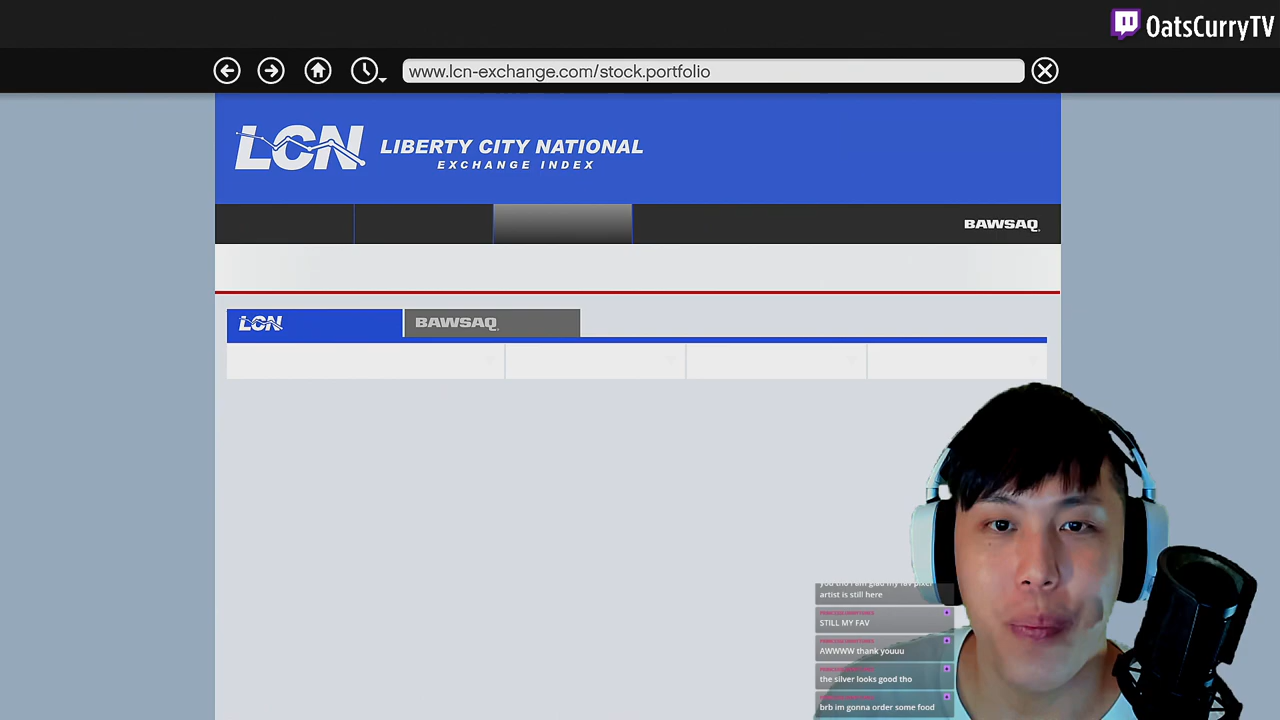 OatsCurryTV
www.lcn-exchange.com/stock.portfolio
LCN
LIBERTY CITY NATIONAL
EXCHANGE INDEX
BAWSAQ
LCN
BAWSAQ
artist is still here
STILL MY FAV
AWWWW thank youuu
the silver looks good tho
brb im gonna order some food